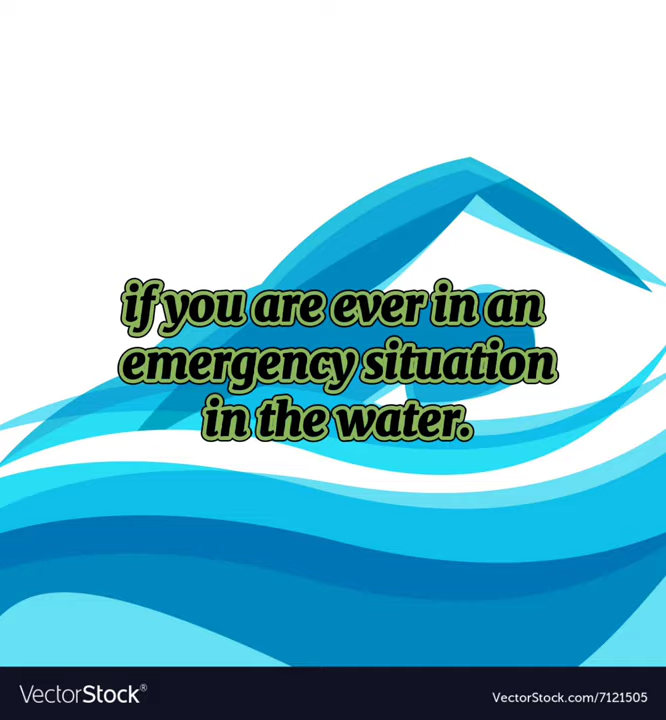 if you are ever in an
emergency situation
in the water.
VectorStock®
VectorStock.com/7121505